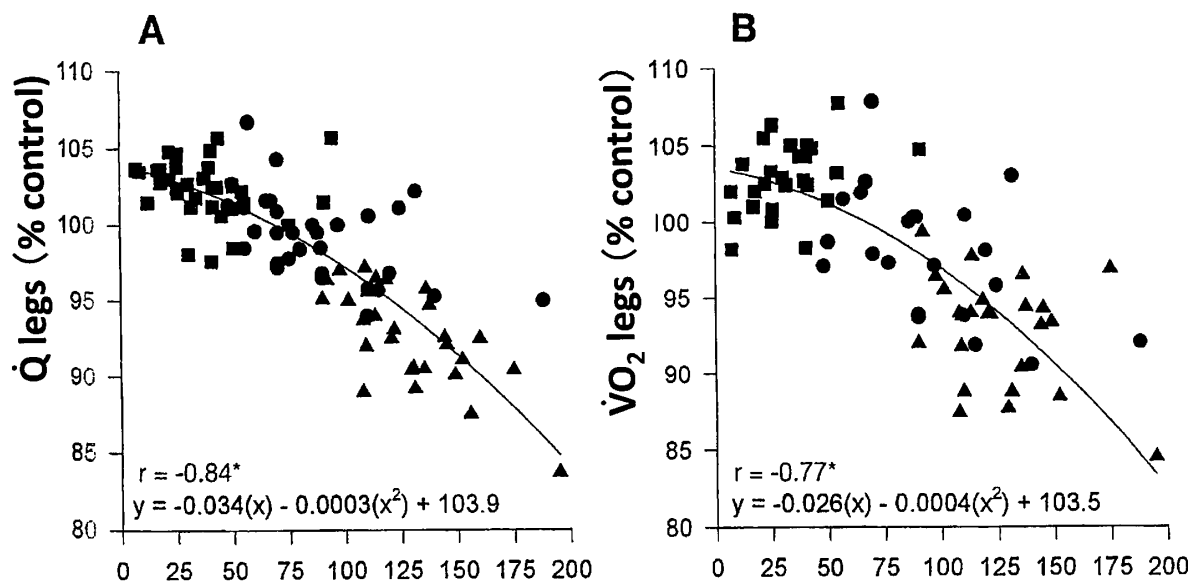 A
Q̇ legs (% control)
110
105
100
95
90
85
80
r = -0.84*
y = -0.034(x) - 0.0003(x²) + 103.9
0 25 50 75 100 125 150 175 200
B
V̇O₂ legs (% control)
110
105
100
95
90
85
80
r = -0.77*
y = -0.026(x) - 0.0004(x²) + 103.5
0 25 50 75 100 125 150 175 200